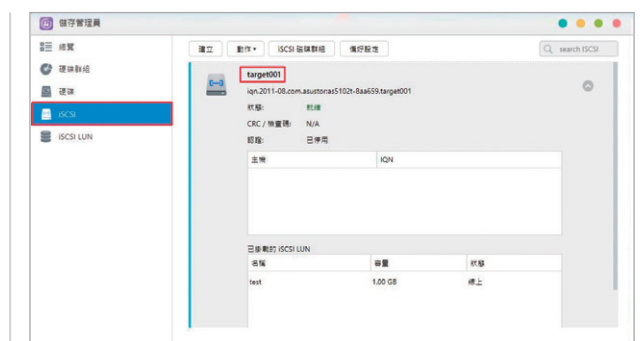 儲存管理員
總覽
磁碟群組
硬碟
iSCSI
iSCSI LUN
建立 動作 iSCSI 磁碟群組 偏好設定 search ISCSI
target001
iqn.2011-08.com.asustor:as5102t-8aa659.target001
狀態: 就緒
CRC / 檢查碼: N/A
認證: 已停用
主機 IQN
已掛載的 iSCSI LUN
名稱 容量 狀態
test 1.00 GB 線上